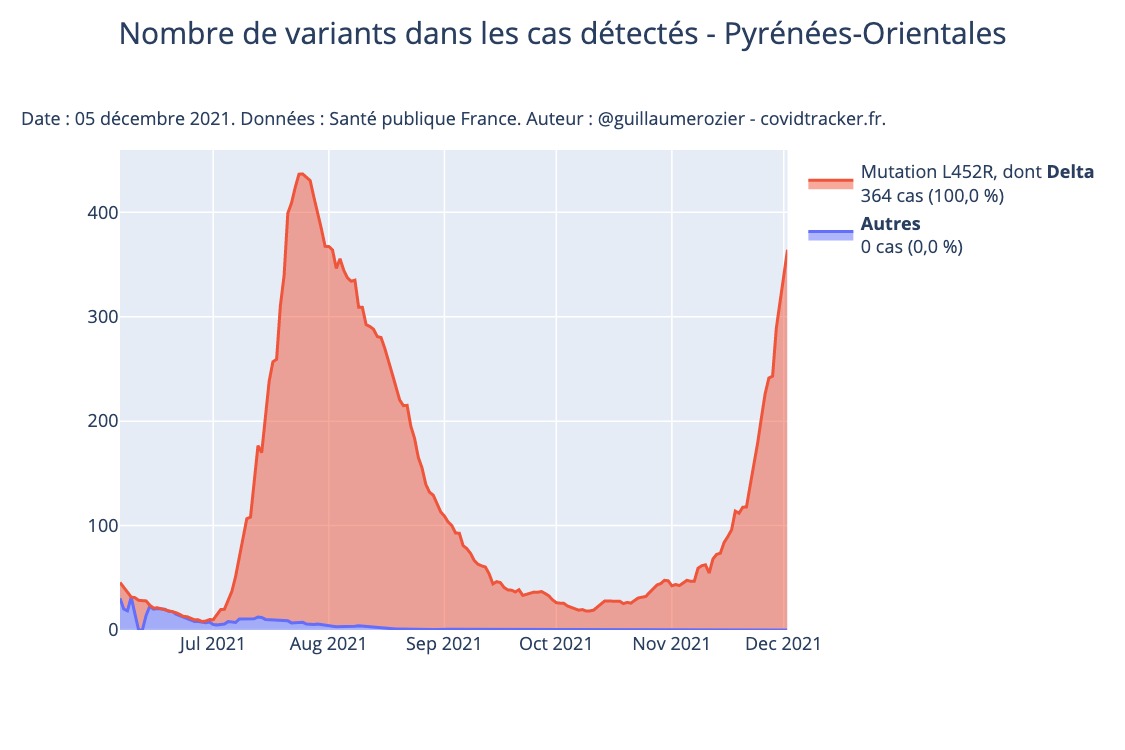 Nombre de variants dans les cas détectés - Pyrénées-Orientales
Date : 05 décembre 2021. Données : Santé publique France. Auteur : @guillaumerozier - covidtracker.fr.
Mutation L452R, dont Delta
364 cas (100,0 %)
Autres
0 cas (0,0 %)
400
300
200
100
0
Jul 2021
Aug 2021
Sep 2021
Oct 2021
Nov 2021
Dec 2021